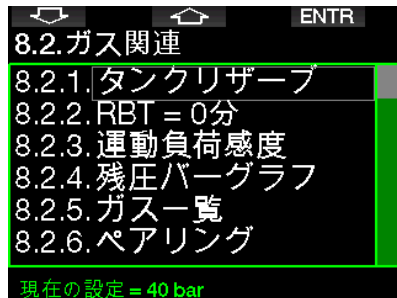 ENTR
8.2.ガス関連
8.2.1.タンクリザーブ
8.2.2.RBT = 0分
8.2.3.運動負荷感度
8.2.4.残圧バーグラフ
8.2.5.ガス一覧
8.2.6.ペアリング
現在の設定 = 40 bar